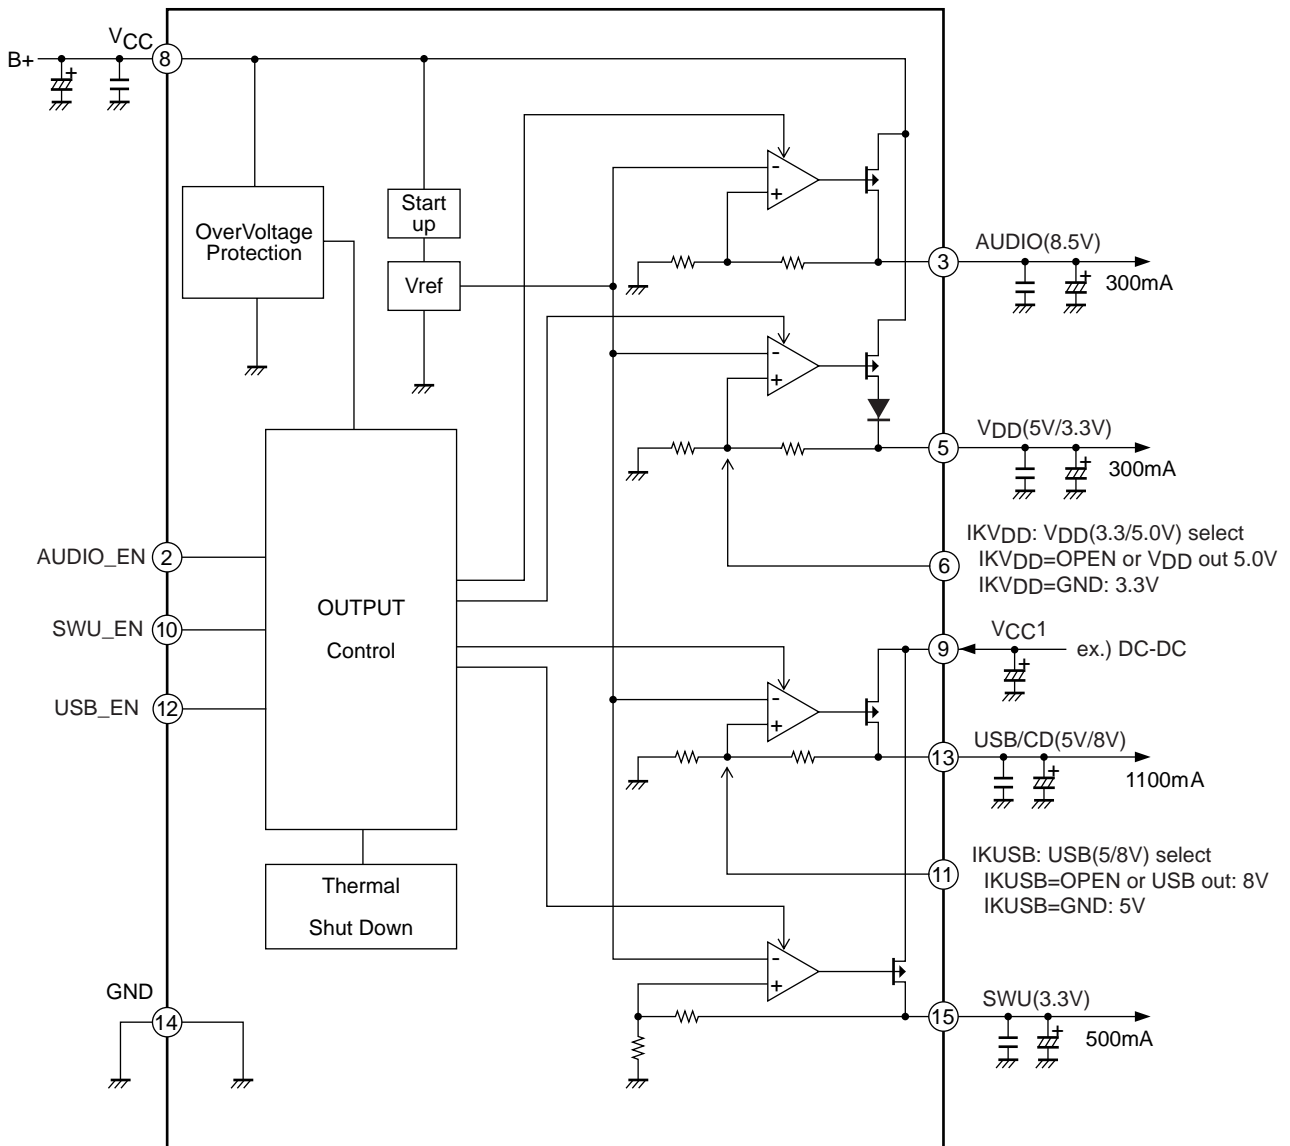 VCC
B+
8
Start
up
OverVoltage
Protection
Vref
-
+
AUDIO(8.5V)
3
+
300mA
-
+
VDD(5V/3.3V)
5
+
300mA
IKVDD: VDD(3.3/5.0V) select
6
IKVDD=OPEN or VDD out 5.0V
IKVDD=GND: 3.3V
AUDIO_EN
2
OUTPUT
Control
SWU_EN
10
USB_EN
12
VCC1
9
ex.) DC-DC
+
-
+
USB/CD(5V/8V)
13
+
1100mA
IKUSB: USB(5/8V) select
11
IKUSB=OPEN or USB out: 8V
IKUSB=GND: 5V
Thermal
Shut Down
-
+
GND
14
SWU(3.3V)
15
+
500mA
+